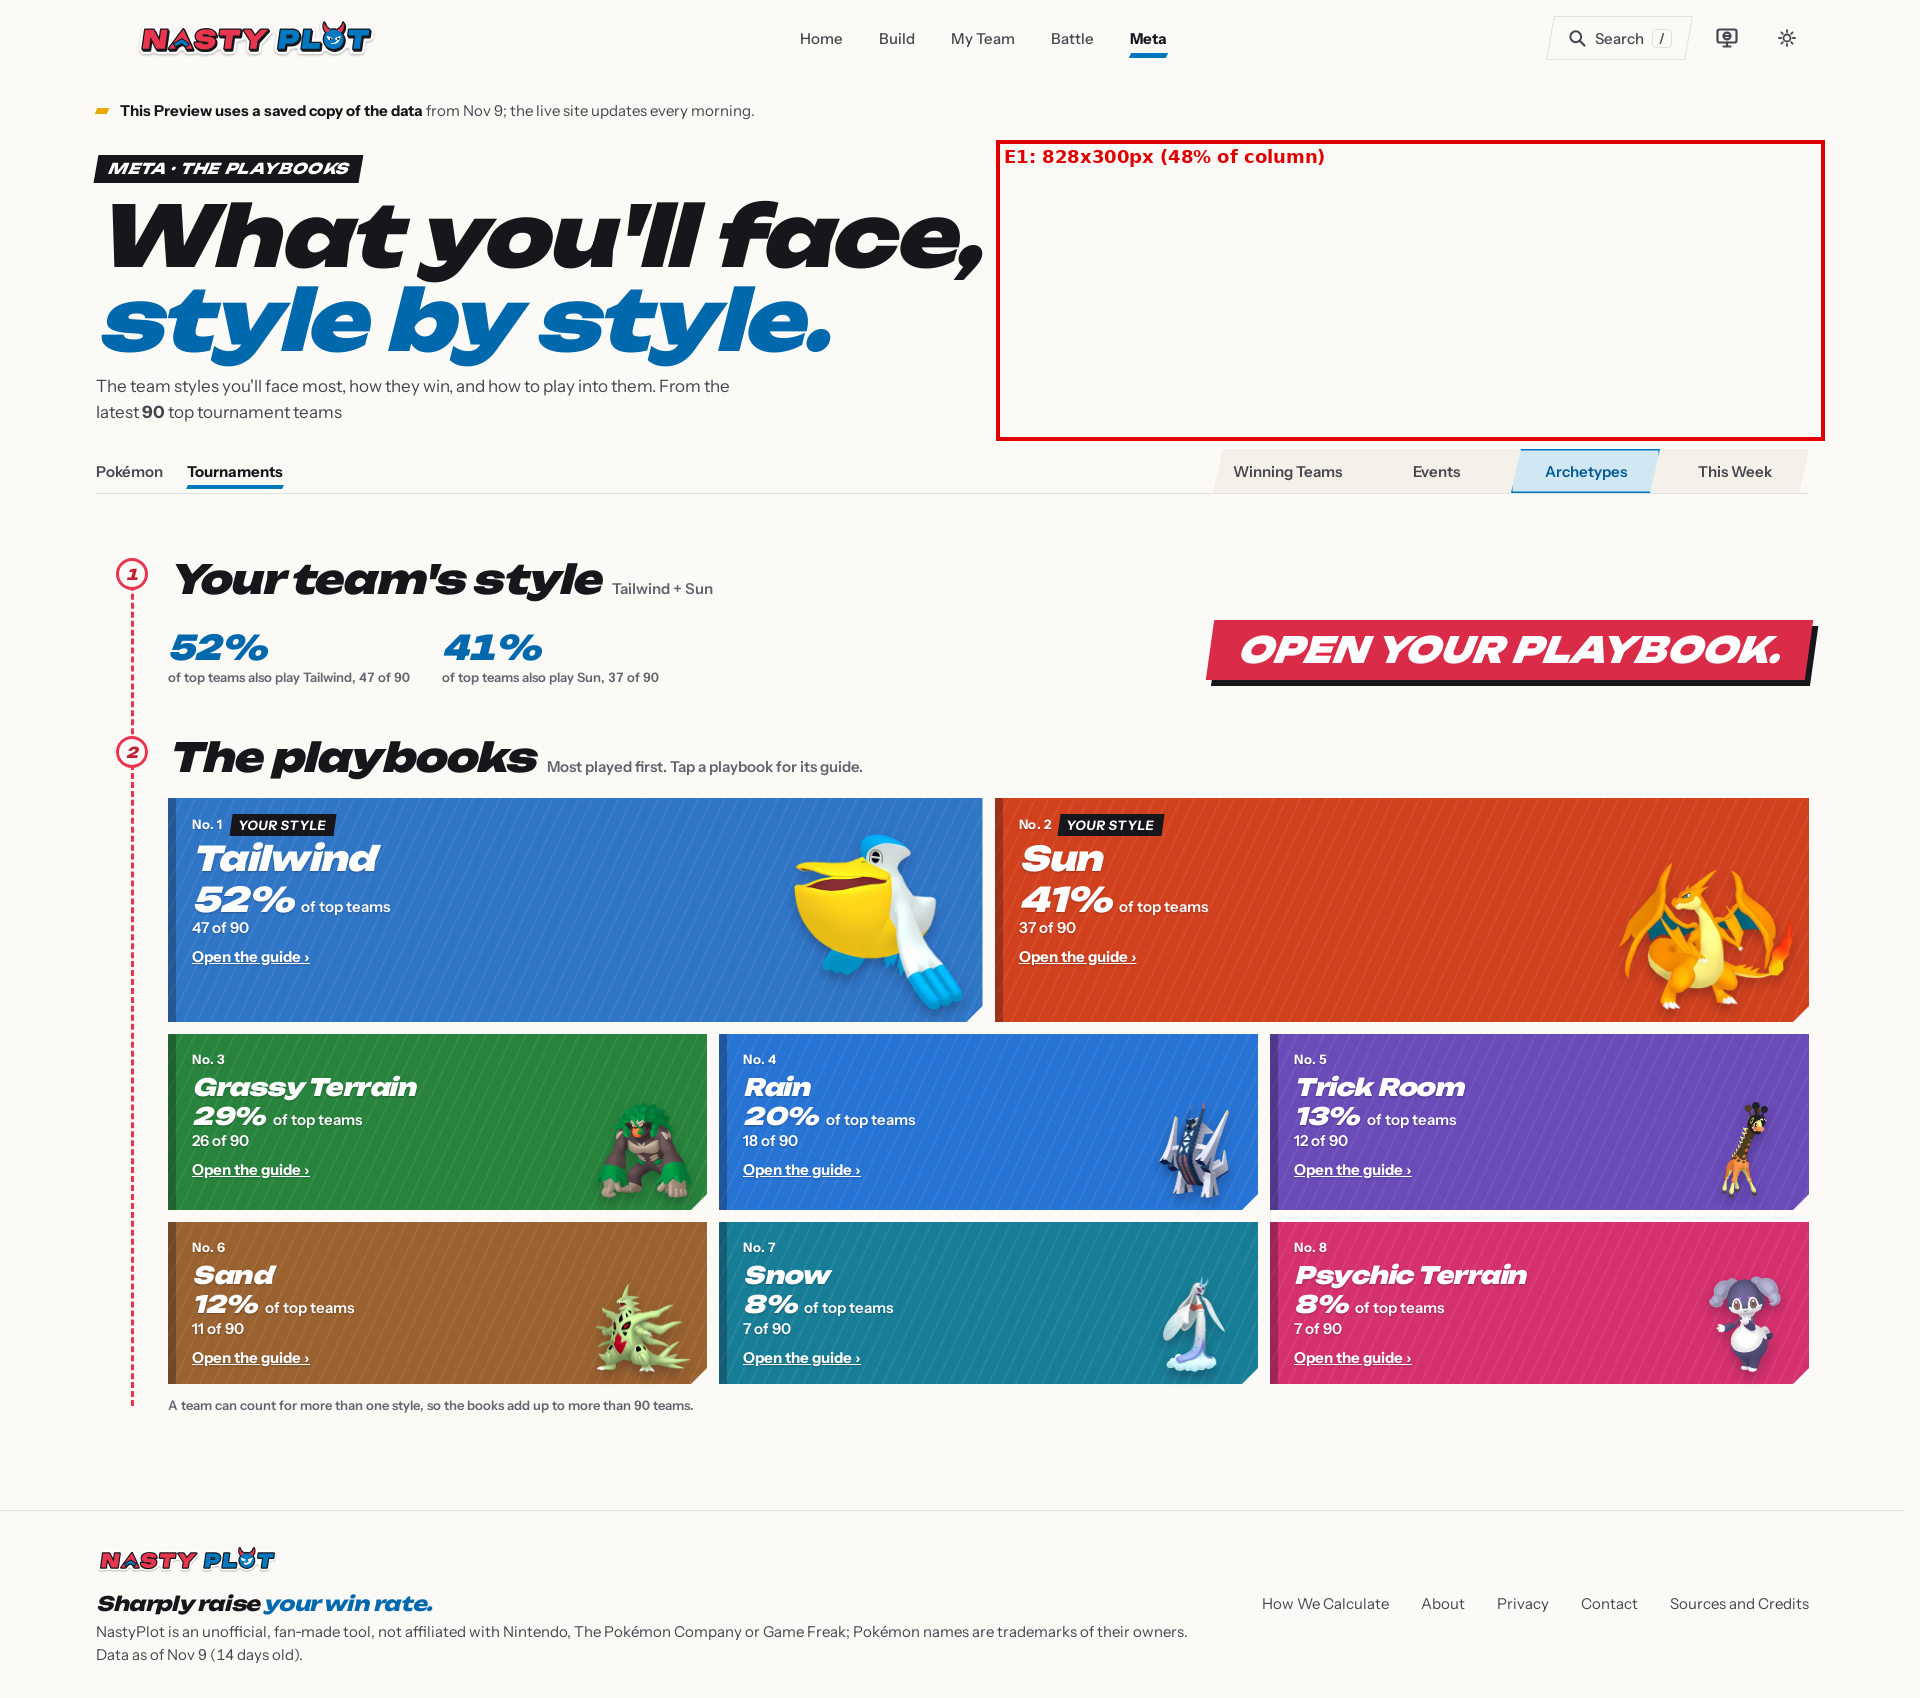 NASTY PLOT
Home Build My Team Battle Meta
Search /
This Preview uses a saved copy of the data from Nov 9; the live site updates every morning.
META · THE PLAYBOOKS
E1: 828x300px (48% of column)
What you'll face,
style by style.
The team styles you'll face most, how they win, and how to play into them. From the
latest 90 top tournament teams
Pokémon Tournaments
Winning Teams Events Archetypes This Week
1 Your team's style Tailwind + Sun
52% 41%
of top teams also play Tailwind, 47 of 90 of top teams also play Sun, 37 of 90
OPEN YOUR PLAYBOOK.
2 The playbooks Most played first. Tap a playbook for its guide.
No. 1 YOUR STYLE
Tailwind
52% of top teams
47 of 90
Open the guide ›
No. 2 YOUR STYLE
Sun
41% of top teams
37 of 90
Open the guide ›
No. 3
Grassy Terrain
29% of top teams
26 of 90
Open the guide ›
No. 4
Rain
20% of top teams
18 of 90
Open the guide ›
No. 5
Trick Room
13% of top teams
12 of 90
Open the guide ›
No. 6
Sand
12% of top teams
11 of 90
Open the guide ›
No. 7
Snow
8% of top teams
7 of 90
Open the guide ›
No. 8
Psychic Terrain
8% of top teams
7 of 90
Open the guide ›
A team can count for more than one style, so the books add up to more than 90 teams.
NASTY PLOT
Sharply raise your win rate.
How We Calculate About Privacy Contact Sources and Credits
NastyPlot is an unofficial, fan-made tool, not affiliated with Nintendo, The Pokémon Company or Game Freak; Pokémon names are trademarks of their owners.
Data as of Nov 9 (14 days old).